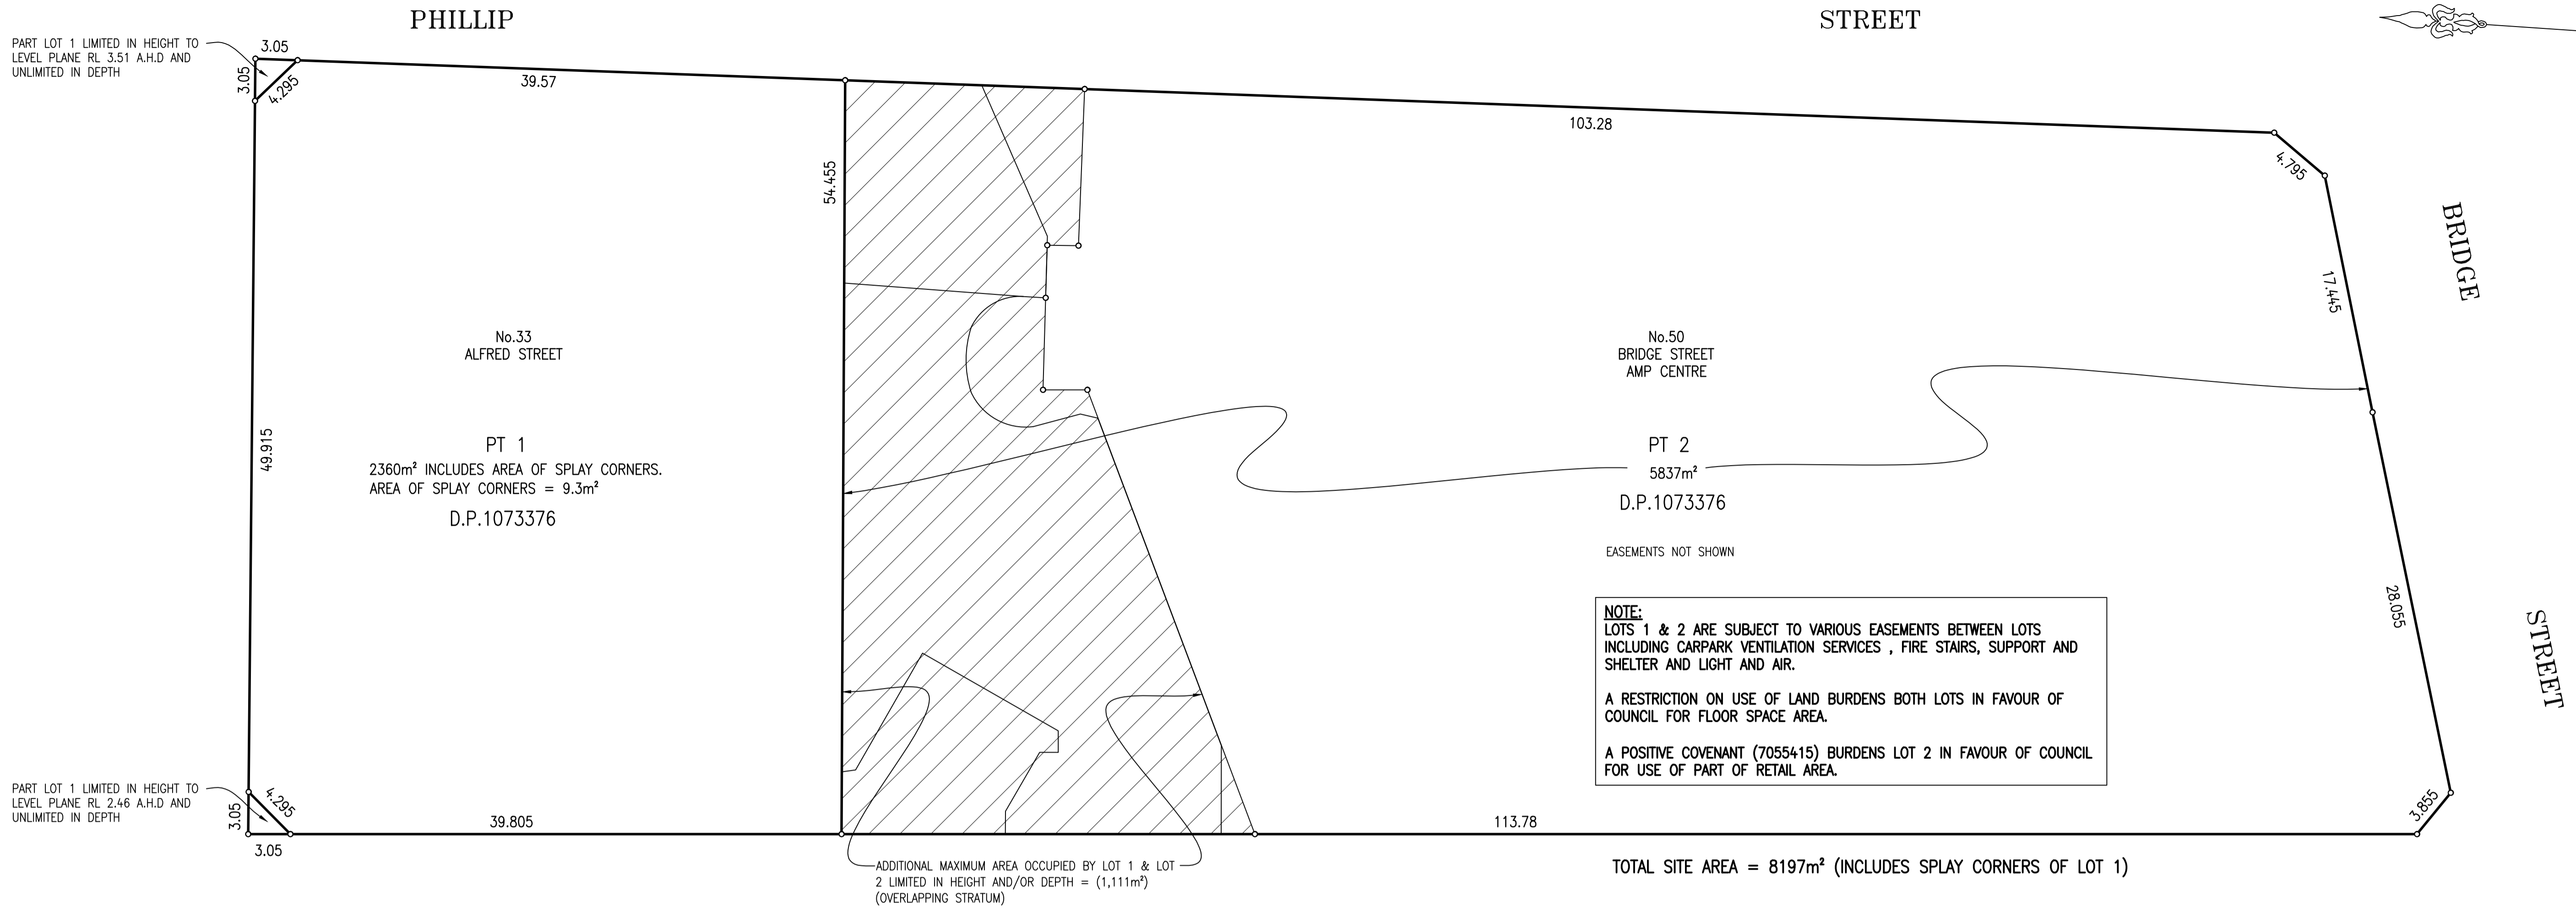 PHILLIP
STREET
PART LOT 1 LIMITED IN HEIGHT TO
LEVEL PLANE RL 3.51 A.H.D AND
UNLIMITED IN DEPTH
3.05
3.05
4.295
39.57
54.455
103.28
4.795
BRIDGE
17.445
No.33
ALFRED STREET
No.50
BRIDGE STREET
AMP CENTRE
49.915
PT 1
2360m² INCLUDES AREA OF SPLAY CORNERS.
AREA OF SPLAY CORNERS = 9.3m²
D.P.1073376
PT 2
5837m²
D.P.1073376
EASEMENTS NOT SHOWN
28.055
STREET
NOTE:
LOTS 1 & 2 ARE SUBJECT TO VARIOUS EASEMENTS BETWEEN LOTS
INCLUDING CARPARK VENTILATION SERVICES , FIRE STAIRS, SUPPORT AND
SHELTER AND LIGHT AND AIR.
A RESTRICTION ON USE OF LAND BURDENS BOTH LOTS IN FAVOUR OF
COUNCIL FOR FLOOR SPACE AREA.
A POSITIVE COVENANT (7055415) BURDENS LOT 2 IN FAVOUR OF COUNCIL
FOR USE OF PART OF RETAIL AREA.
PART LOT 1 LIMITED IN HEIGHT TO
LEVEL PLANE RL 2.46 A.H.D AND
UNLIMITED IN DEPTH
3.05
4.295
3.05
39.805
113.78
3.855
ADDITIONAL MAXIMUM AREA OCCUPIED BY LOT 1 & LOT
2 LIMITED IN HEIGHT AND/OR DEPTH = (1,111m²)
(OVERLAPPING STRATUM)
TOTAL SITE AREA = 8197m² (INCLUDES SPLAY CORNERS OF LOT 1)